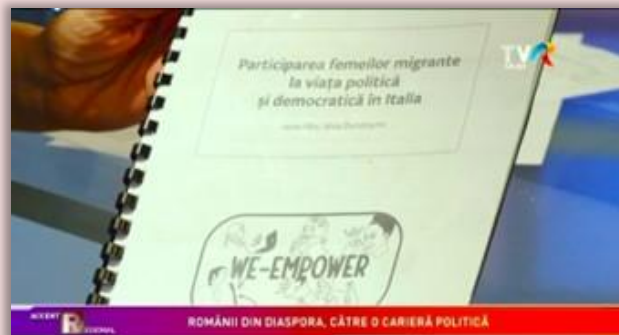 Participarea femeilor migrante
la viața politică
și democratică în Italia
TVR
WE-EMPOWER
ACCENT
REGIONAL
ROMÂNII DIN DIASPORA, CĂTRE O CARIERĂ POLITICĂ